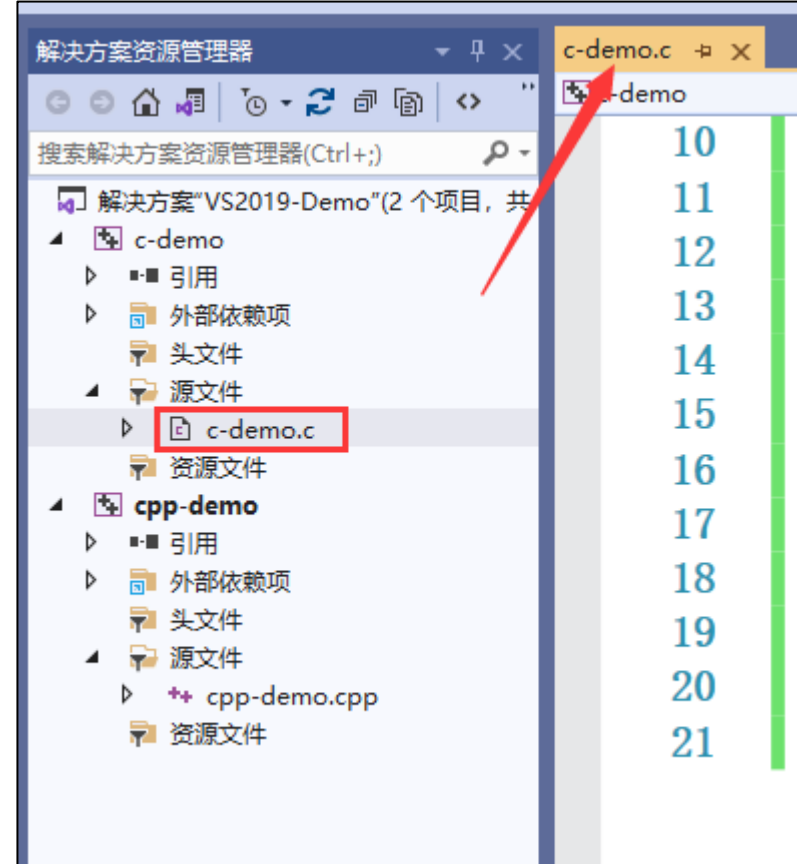 解决方案资源管理器
搜索解决方案资源管理器(Ctrl+;)
解决方案"VS2019-Demo"(2 个项目，共
c-demo
引用
外部依赖项
头文件
源文件
c-demo.c
资源文件
cpp-demo
引用
外部依赖项
头文件
源文件
cpp-demo.cpp
资源文件
c-demo.c
-demo
10
11
12
13
14
15
16
17
18
19
20
21